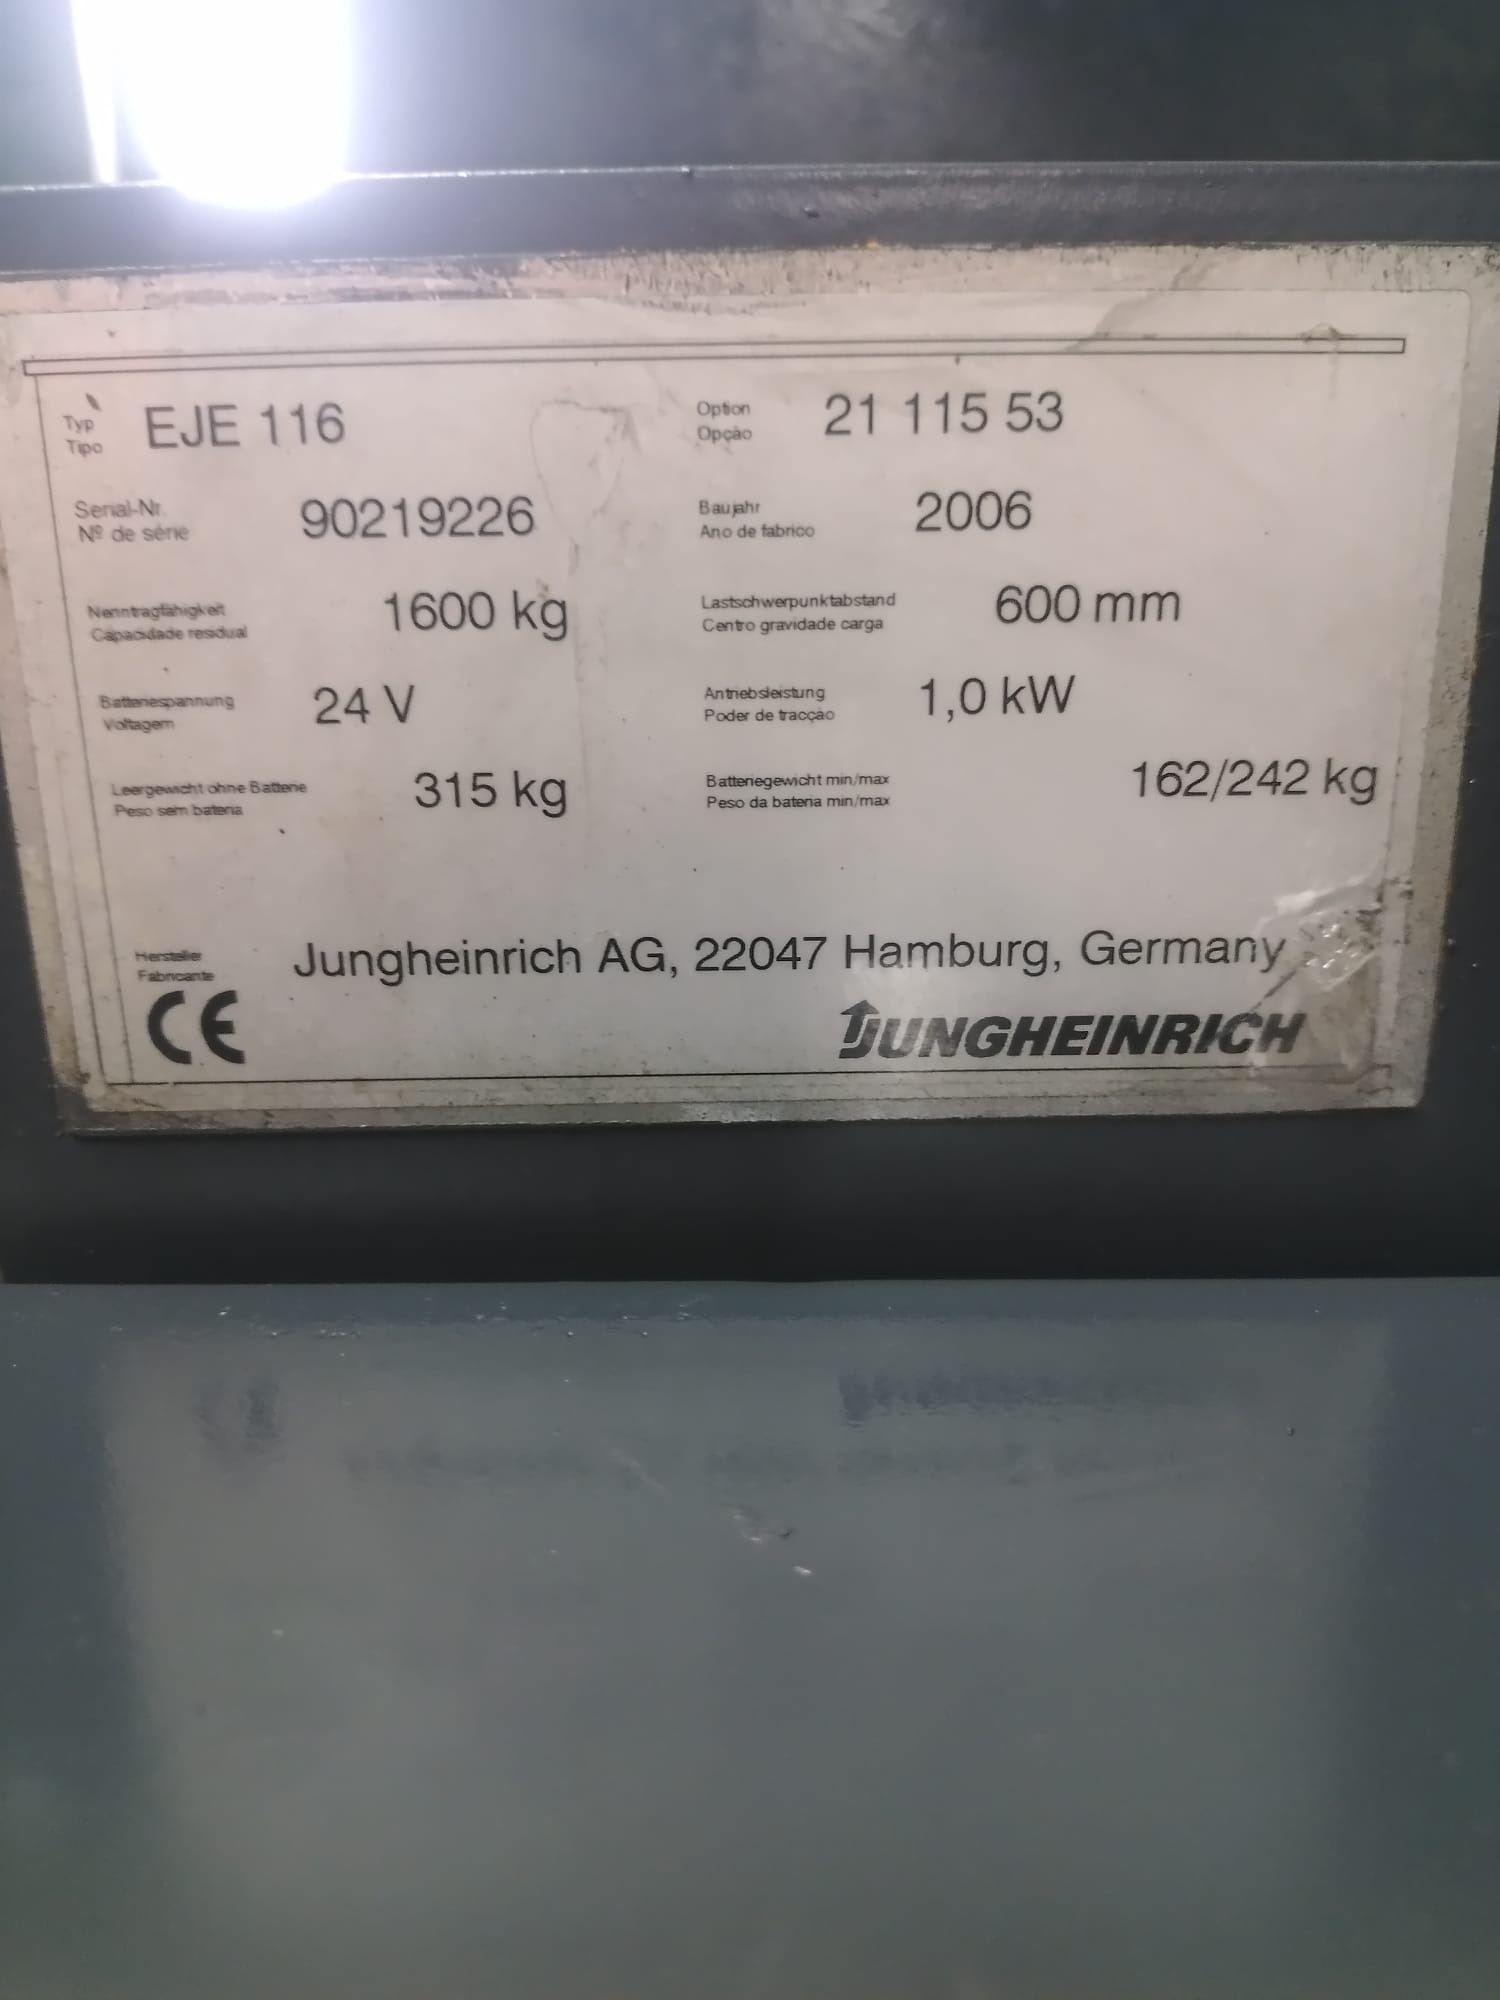 Typ
Tipo
EJE 116
Option
Opção
21 115 53
Serial-Nr.
Nº de série
90219226
Baujahr
Ano de fabrico
2006
Nenntragfähigkeit
Capacidade residual
1600 kg
Lastschwerpunktabstand
Centro gravidade carga
600 mm
Batteriespannung
Voltagem
24 V
Antriebsleistung
Poder de tracção
1,0 kW
Leergewicht ohne Batterie
Peso sem bateria
315 kg
Batteriegewicht min/max
Peso da bateria min/max
162/242 kg
Hersteller
Fabricante
Jungheinrich AG, 22047 Hamburg, Germany
CE
JUNGHEINRICH